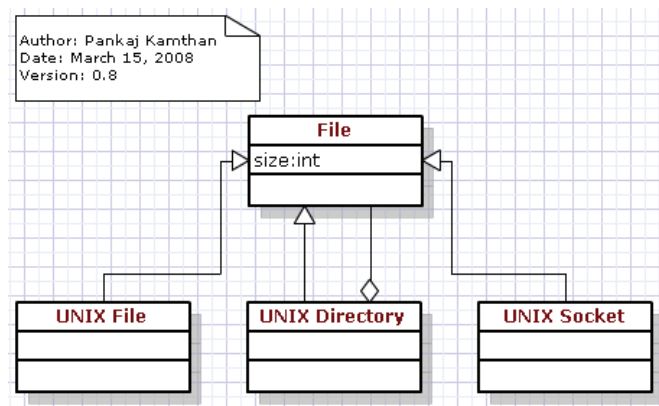 Author: Pankaj Kamthan
Date: March 15, 2008
Version: 0.8
File
size:int
UNIX File
UNIX Directory
UNIX Socket